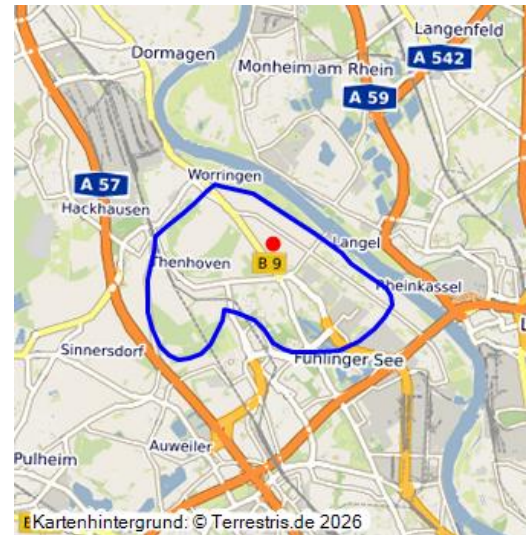 Langenfeld
Dormagen
A 542
Monheim am Rhein
A 59
Worringen
A 57
Hackhausen
Langel
Thenhoven
B 9
Rheinkassel
Sinnersdorf
Fühlinger See
Auweiler
Pulheim
Kartenhintergrund: © Terrestris.de 2026